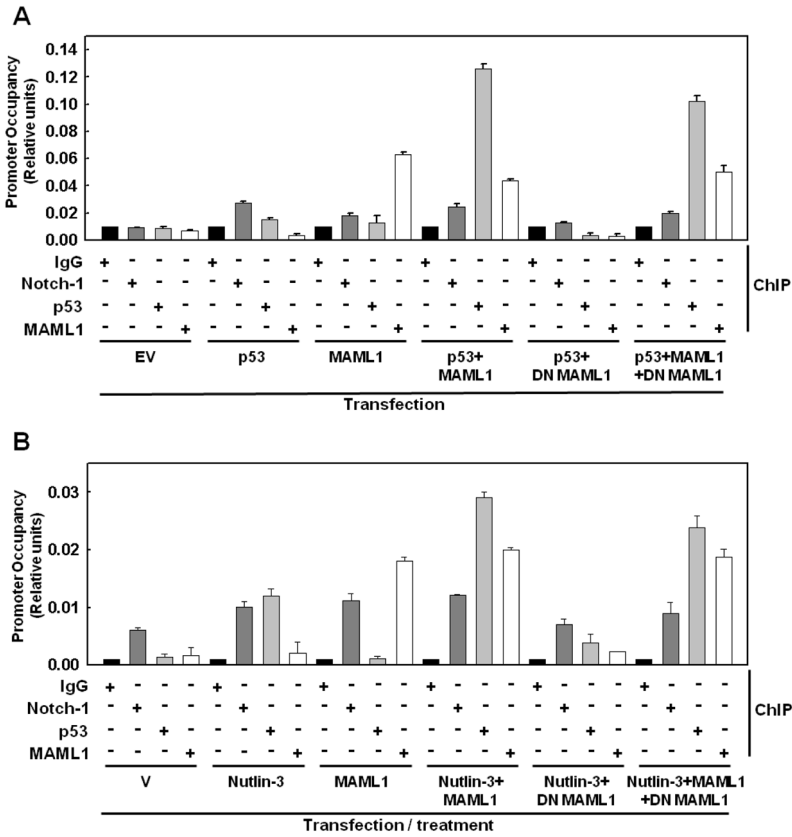 A
Promoter Occupancy
(Relative units)
0.14
0.12
0.10
0.08
0.06
0.04
0.02
0.00
IgG + - - - + - - - + - - - + - - - + - - - + - - -
Notch-1 - + - - - + - - - + - - - + - - - + - - - + - -
p53 - - + - - - + - - - + - - - + - - - + - - - + -
MAML1 - - - + - - - + - - - + - - - + - - - + - - - +
ChIP
EV p53 MAML1 p53+ p53+ p53+MAML1
MAML1 DN MAML1 +DN MAML1
Transfection
B
Promoter Occupancy
(Relative units)
0.03
0.02
0.01
0.00
IgG + - - - + - - - + - - - + - - - + - - - + - - -
Notch-1 - + - - - + - - - + - - - + - - - + - - - + - -
p53 - - + - - - + - - - + - - - + - - - + - - - + -
MAML1 - - - + - - - + - - - + - - - + - - - + - - - +
ChIP
V Nutlin-3 MAML1 Nutlin-3+ Nutlin-3+ Nutlin-3+MAML1
MAML1 DN MAML1 +DN MAML1
Transfection / treatment